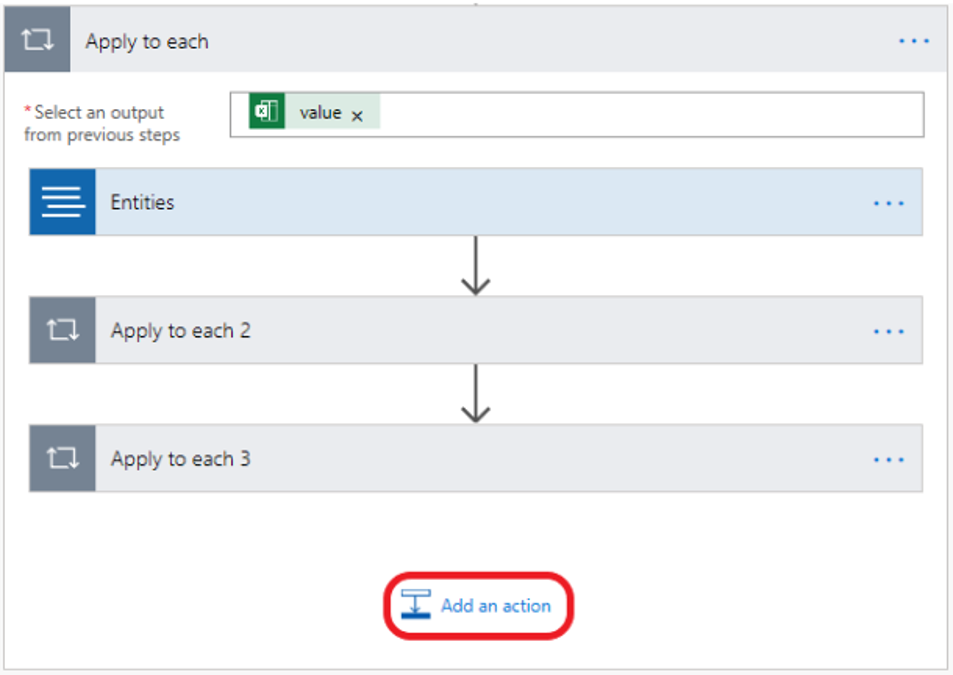 Apply to each
*Select an output
from previous steps
value
Entities
Apply to each 2
Apply to each 3
Add an action